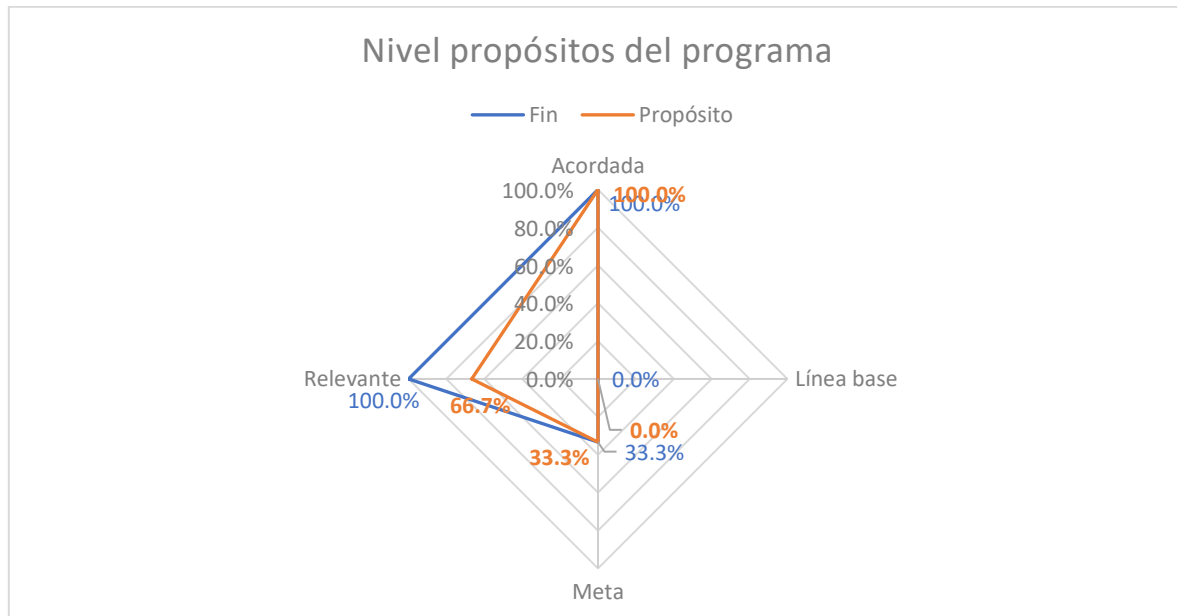 Nivel propósitos del programa
Fin
Propósito
Acordada
100.0%
100.0%
100.0%
80.0%
60.0%
40.0%
20.0%
Relevante
0.0%
0.0%
Línea base
100.0%
66.7%
0.0%
33.3%
33.3%
Meta